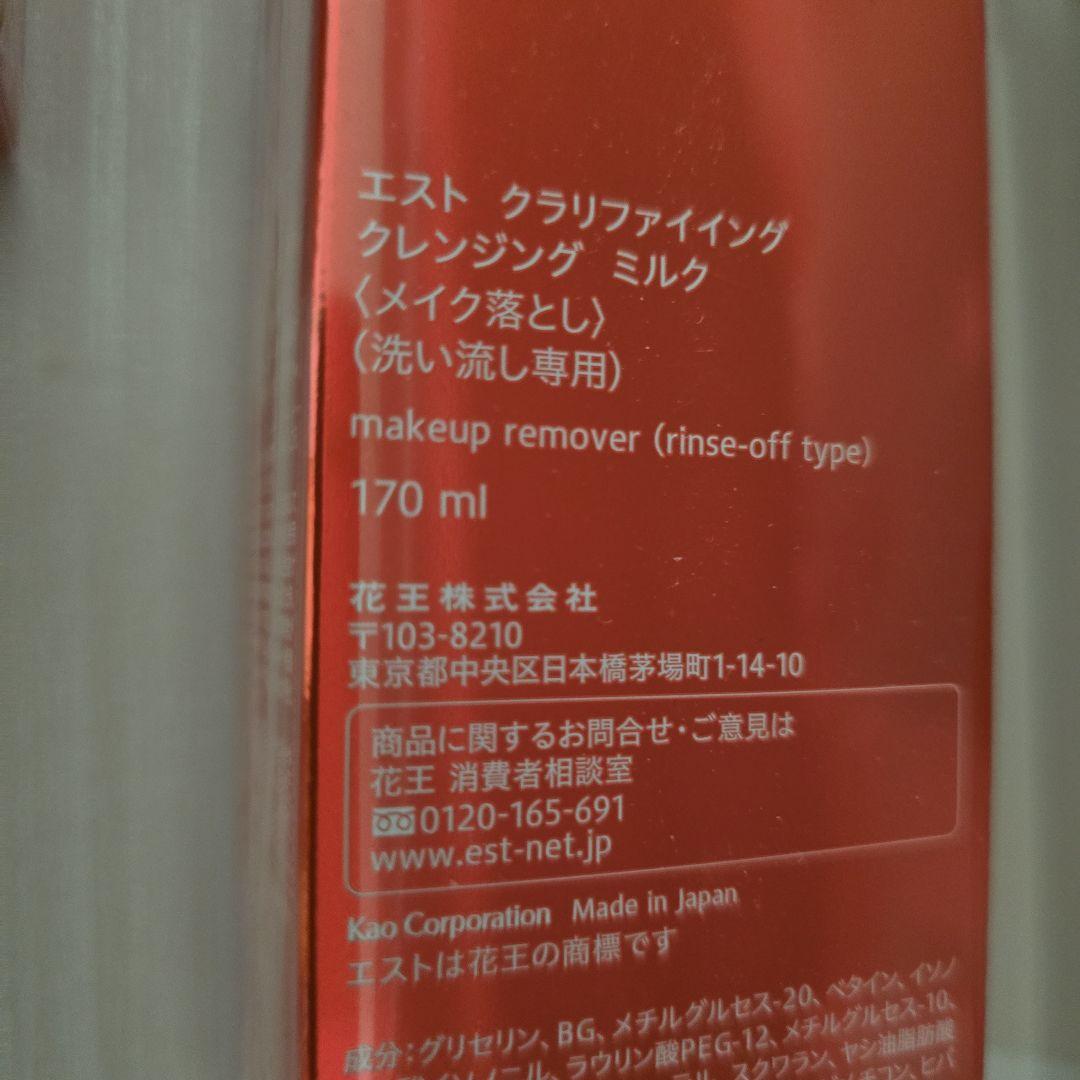 エスト クラリファイイング
クレンジング ミルク
〈メイク落とし〉
(洗い流し専用)
makeup remover (rinse-off type)
170 ml
花王株式会社
〒103-8210
東京都中央区日本橋茅場町1-14-10
商品に関するお問合せ・ご意見は
花王 消費者相談室
0120-165-691
www.est-net.jp
Kao Corporation Made in Japan
エストは花王の商標です
成分:グリセリン、BG、メチルグルセス-20、ベタイン、イソノ
ラウリン酸PEG-12、メチルグルセス-10、
スクワラン、ヤシ油脂肪酸